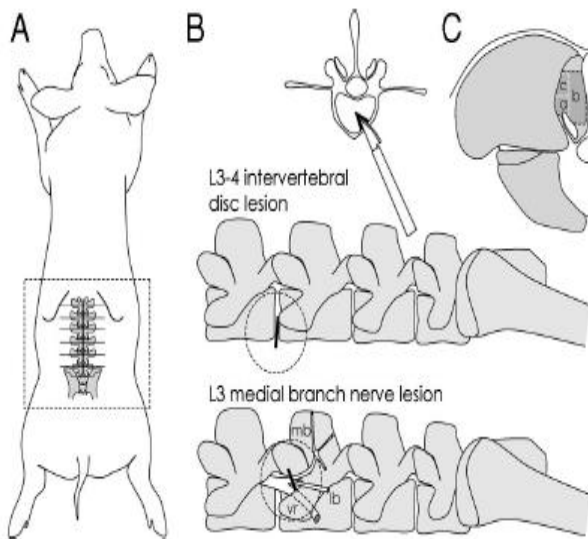 A
B
C
L3-4 intervertebral
disc lesion
L3 medial branch nerve lesion
mb
lb
vr
b